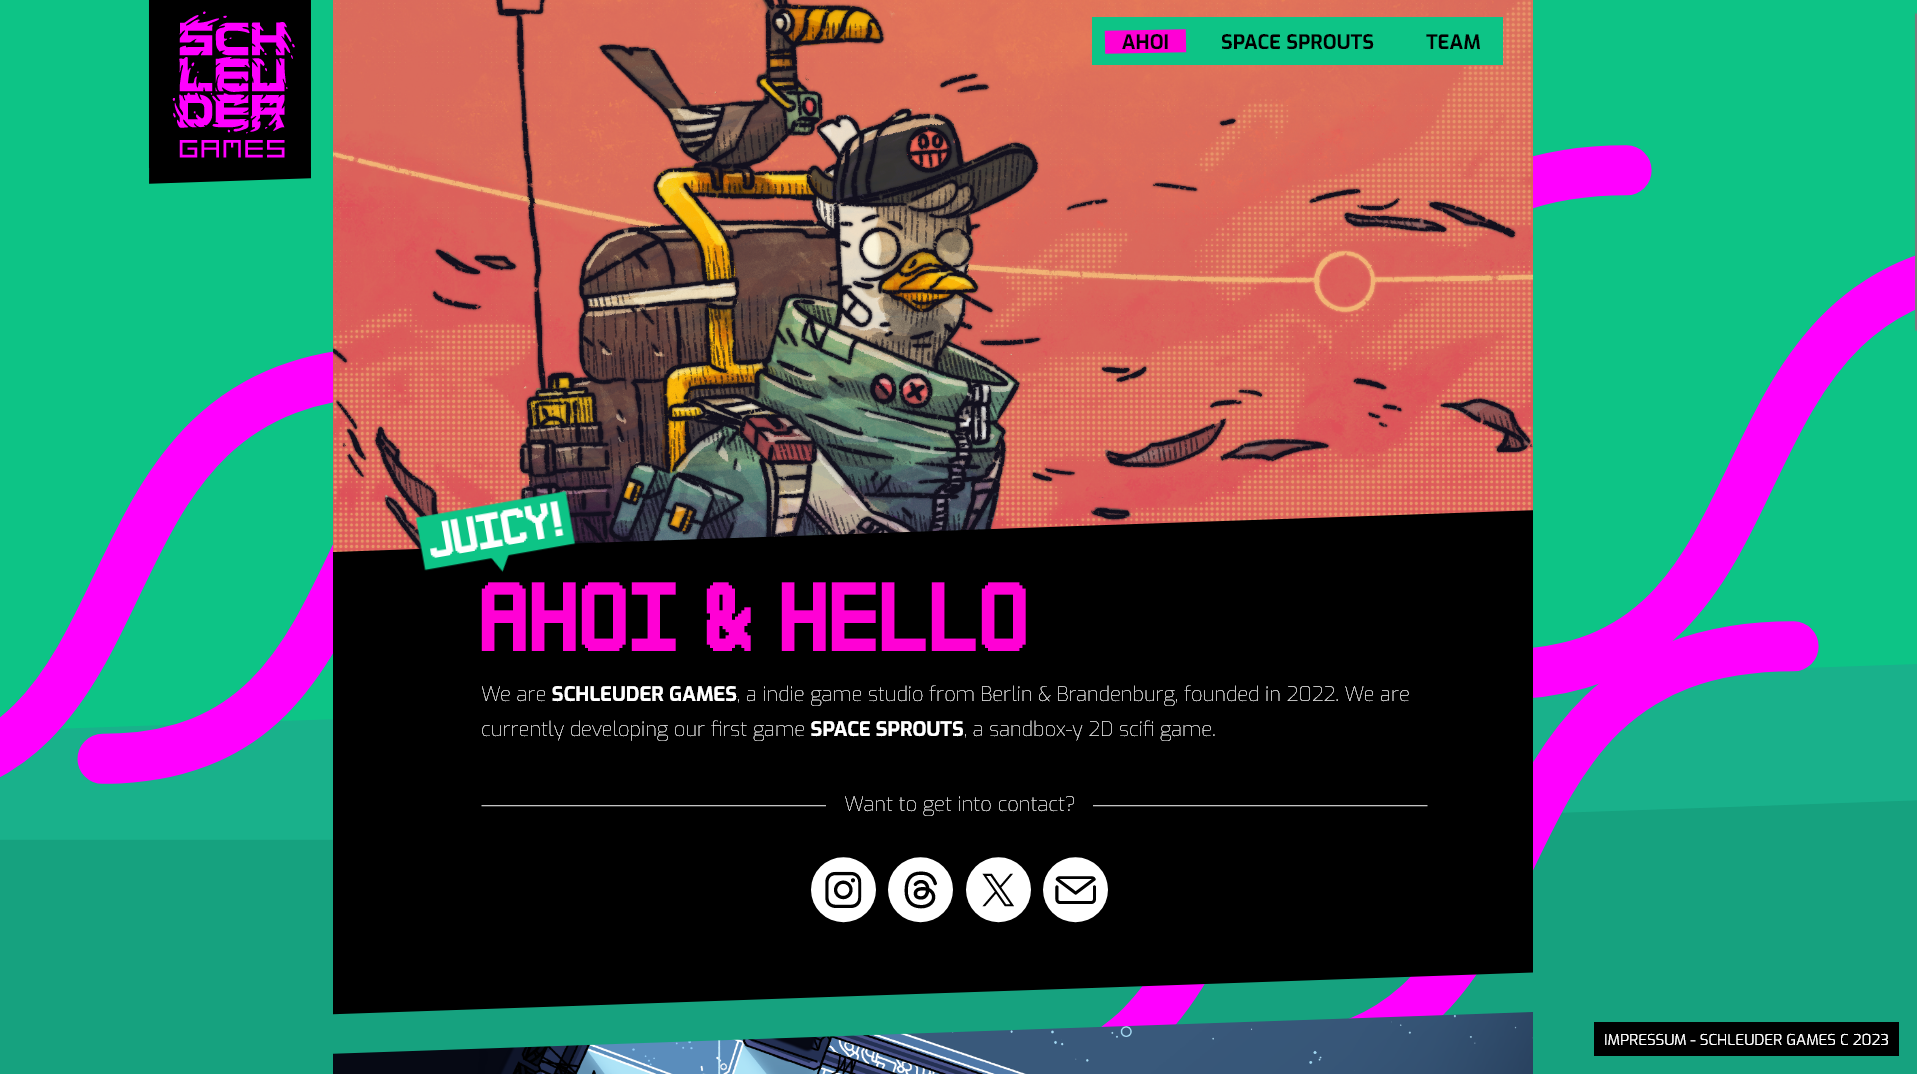 SCH
LEU
DER
GAMES
AHOI
SPACE SPROUTS
TEAM
JUICY!
AHOI & HELLO
We are SCHLEUDER GAMES, a indie game studio from Berlin & Brandenburg, founded in 2022. We are
currently developing our first game SPACE SPROUTS, a sandbox-y 2D scifi game.
Want to get into contact?
IMPRESSUM - SCHLEUDER GAMES C 2023